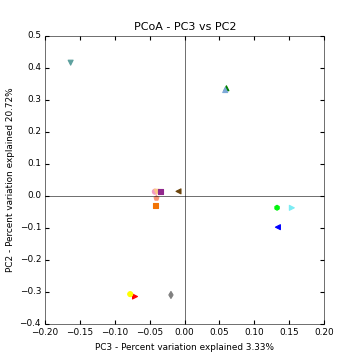 PCoA - PC3 vs PC2
0.5
0.4
0.3
0.2
0.1
0.0
−0.1
−0.2
−0.3
−0.4
PC2 - Percent variation explained 20.72%
−0.20 −0.15 −0.10 −0.05 0.00 0.05 0.10 0.15 0.20
PC3 - Percent variation explained 3.33%